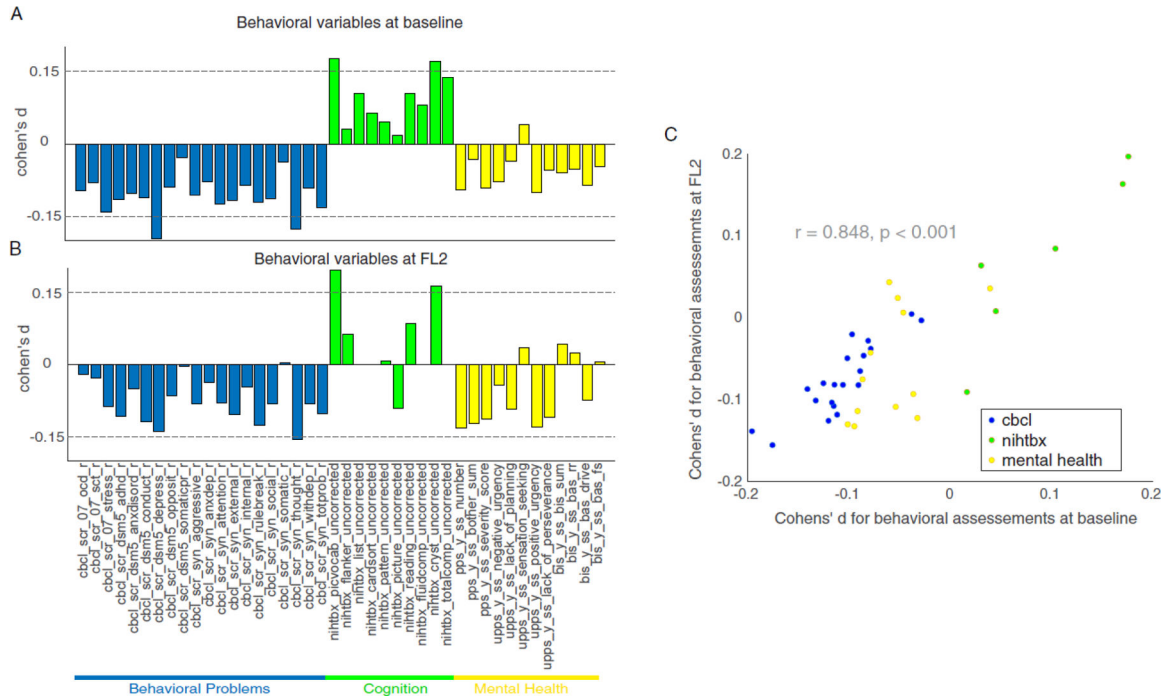 A
Behavioral variables at baseline
0.15
0
-0.15
cohen's d
B
Behavioral variables at FL2
0.15
0
-0.15
cohen's d
cbcl_scr_07_ocd_r
cbcl_scr_07_sct_r
cbcl_scr_07_stress_r
cbcl_scr_dsm5_adhd_r
cbcl_scr_dsm5_anxdisord_r
cbcl_scr_dsm5_conduct_r
cbcl_scr_dsm5_depress_r
cbcl_scr_dsm5_opposit_r
cbcl_scr_dsm5_somaticpr_r
cbcl_scr_syn_aggressive_r
cbcl_scr_syn_anxdep_r
cbcl_scr_syn_attention_r
cbcl_scr_syn_external_r
cbcl_scr_syn_internal_r
cbcl_scr_syn_rulebreak_r
cbcl_scr_syn_social_r
cbcl_scr_syn_somatic_r
cbcl_scr_syn_thought_r
cbcl_scr_syn_withdep_r
cbcl_scr_syn_totprob_r
nihtbx_picvocab_uncorrected
nihtbx_flanker_uncorrected
nihtbx_list_uncorrected
nihtbx_cardsort_uncorrected
nihtbx_pattern_uncorrected
nihtbx_picture_uncorrected
nihtbx_reading_uncorrected
nihtbx_fluidcomp_uncorrected
nihtbx_cryst_uncorrected
nihtbx_totalcomp_uncorrected
pps_y_ss_number
pps_y_ss_bother_sum
pps_y_ss_severity_score
upps_y_ss_negative_urgency
upps_y_ss_lack_of_planning
upps_y_ss_sensation_seeking
upps_y_ss_positive_urgency
upps_y_ss_lack_of_perseverance
bis_y_ss_bis_sum
bis_y_ss_bas_rr
bis_y_ss_bas_drive
bis_y_ss_bas_fs
Behavioral Problems
Cognition
Mental Health
C
Cohens' d for behavioral assessemnts at FL2
0.2
0.1
0
-0.1
-0.2
r = 0.848, p < 0.001
cbcl
nihtbx
mental health
-0.2
-0.1
0
0.1
0.2
Cohens' d for behavioral assessements at baseline